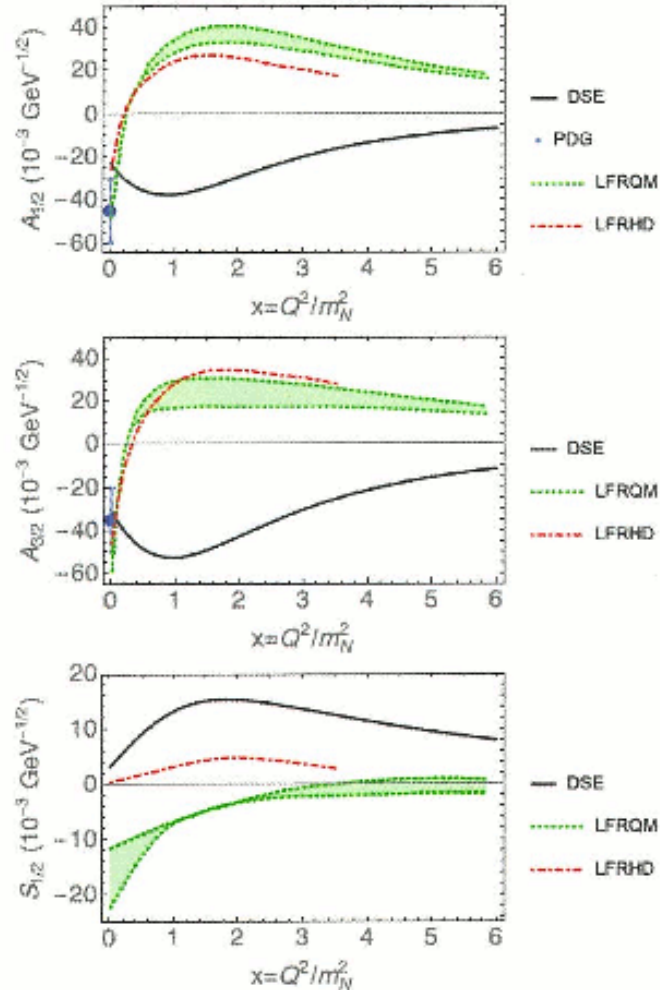 A1/2 (10−3 GeV−1/2)
40
20
0
−20
−40
−60
0 1 2 3 4 5 6
x=Q2/m2N
DSE
PDG
LFRQM
LFRHD
A3/2 (10−3 GeV−1/2)
40
20
0
−20
−40
−60
0 1 2 3 4 5 6
x=Q2/m2N
DSE
LFRQM
LFRHD
S1/2 (10−3 GeV−1/2)
20
10
0
−10
−20
0 1 2 3 4 5 6
x=Q2/m2N
DSE
LFRQM
LFRHD